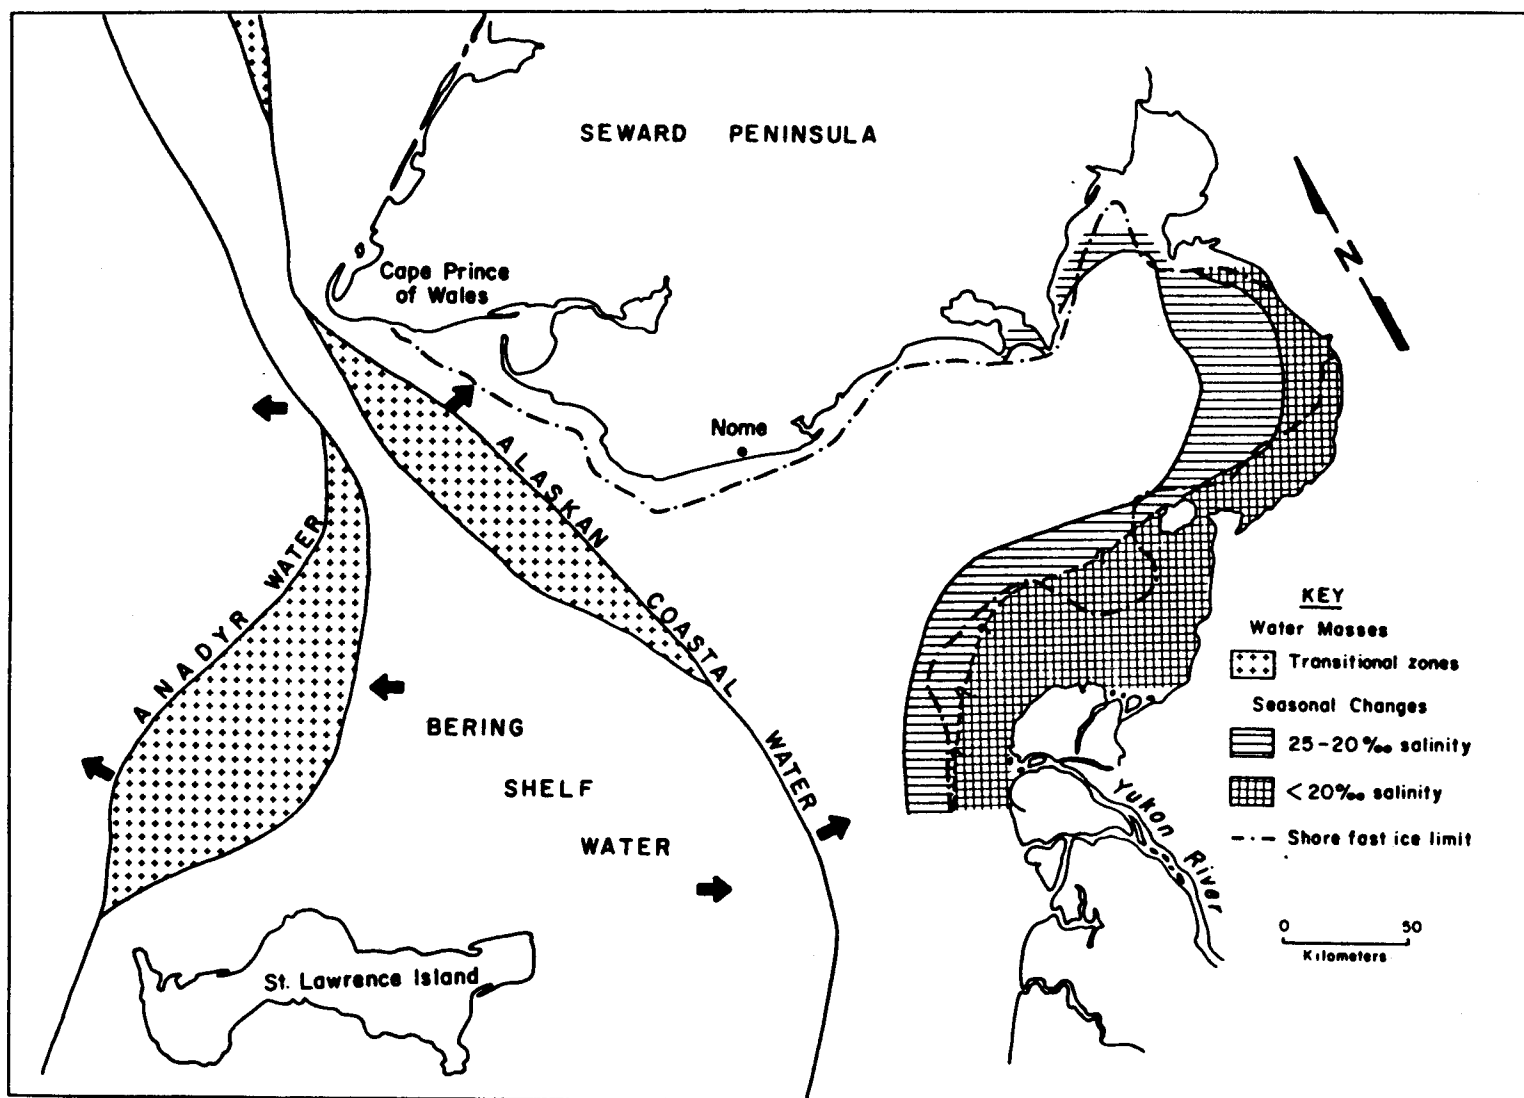 SEWARD PENINSULA
Cape Prince
of Wales
N
Nome
ALASKAN COASTAL WATER
ANADYR WATER
BERING
SHELF
WATER
St. Lawrence Island
Yukon River
KEY
Water Masses
Transitional zones
Seasonal Changes
25-20‰ salinity
<20‰ salinity
Shore fast ice limit
0 50
Kilometers